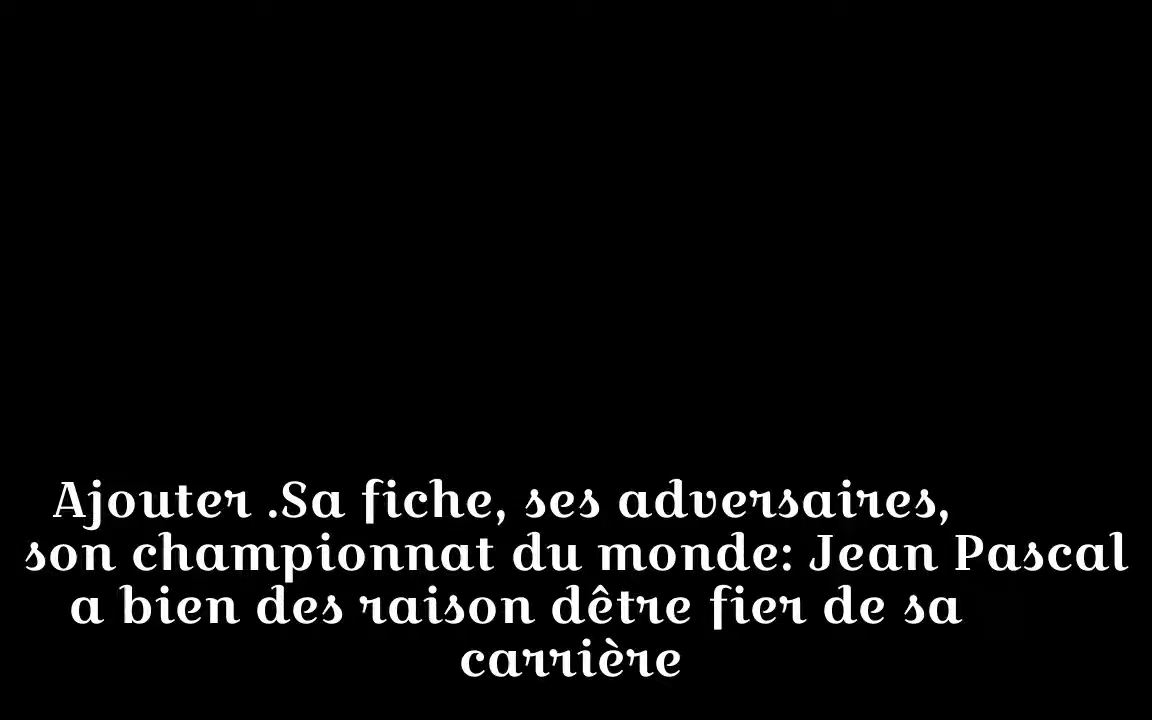 Ajouter .Sa fiche, ses adversaires,
son championnat du monde: Jean Pascal
a bien des raison dêtre fier de sa
carrière